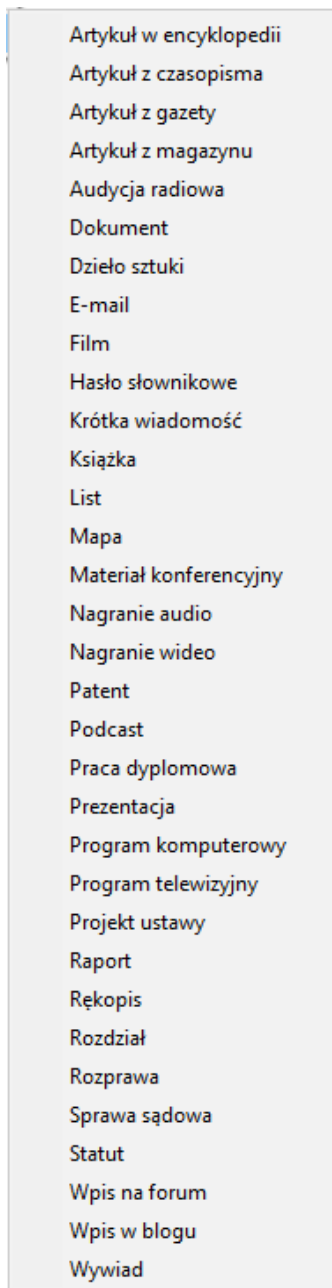 Artykuł w encyklopedii
Artykuł z czasopisma
Artykuł z gazety
Artykuł z magazynu
Audycja radiowa
Dokument
Dzieło sztuki
E-mail
Film
Hasło słownikowe
Krótka wiadomość
Książka
List
Mapa
Materiał konferencyjny
Nagranie audio
Nagranie wideo
Patent
Podcast
Praca dyplomowa
Prezentacja
Program komputerowy
Program telewizyjny
Projekt ustawy
Raport
Rękopis
Rozdział
Rozprawa
Sprawa sądowa
Statut
Wpis na forum
Wpis w blogu
Wywiad